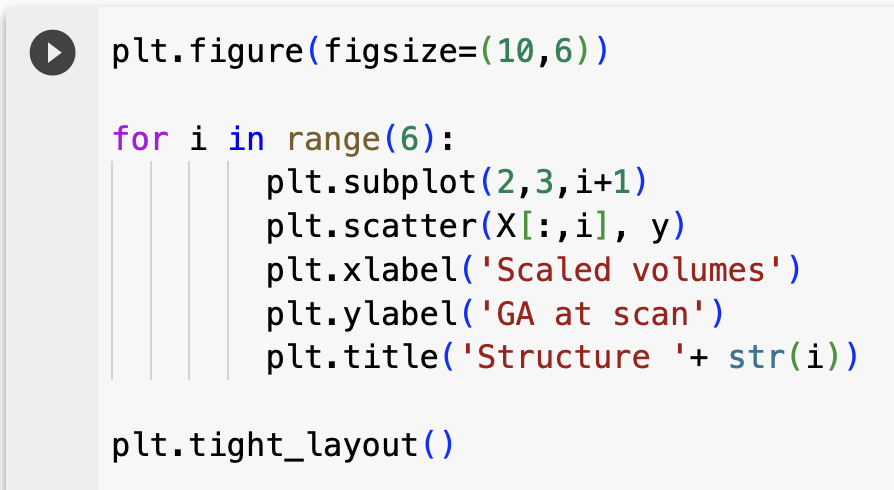 plt.figure(figsize=(10,6))
for i in range(6):
        plt.subplot(2,3,i+1)
        plt.scatter(X[:,i], y)
        plt.xlabel('Scaled volumes')
        plt.ylabel('GA at scan')
        plt.title('Structure '+ str(i))
plt.tight_layout()